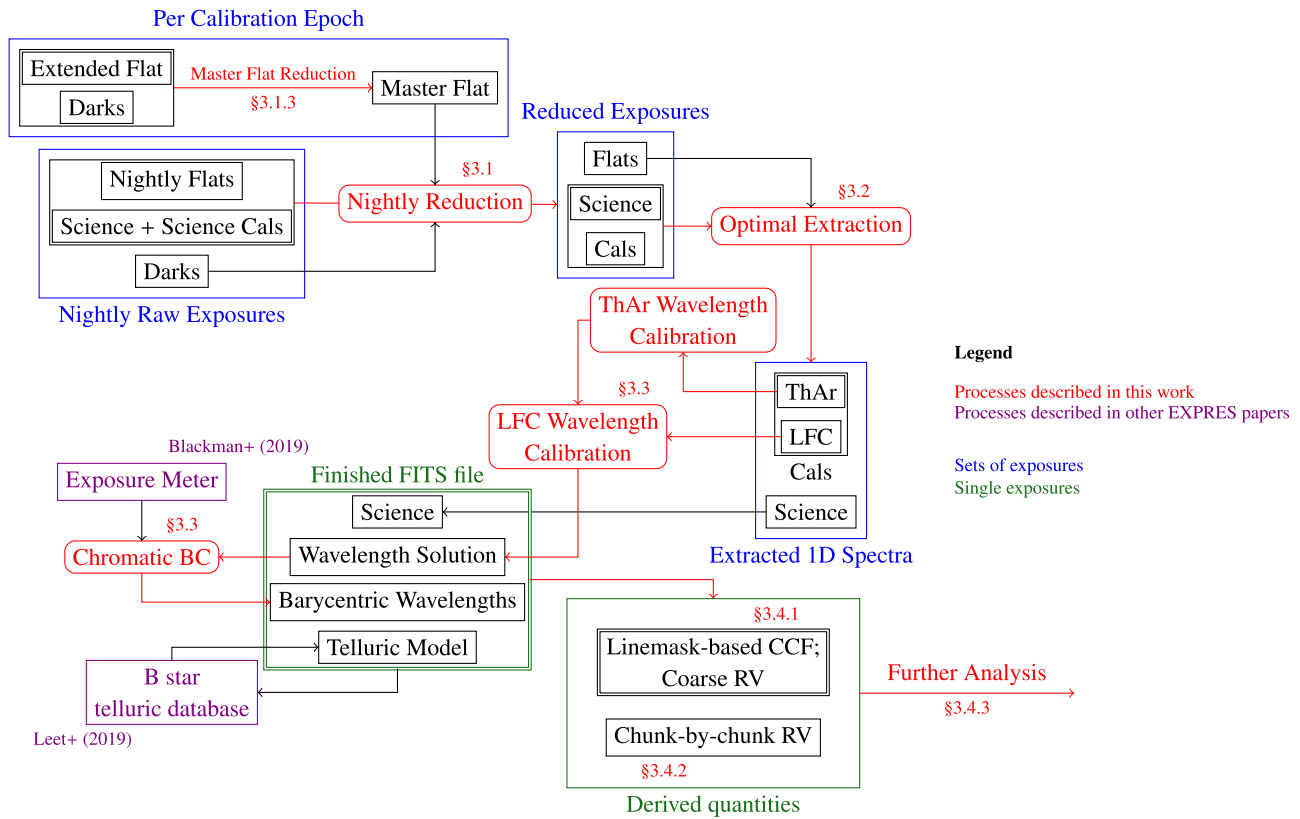 Per Calibration Epoch
Extended Flat
Darks
Master Flat Reduction
§3.1.3
Master Flat
Nightly Flats
Science + Science Cals
Darks
Nightly Raw Exposures
§3.1
Nightly Reduction
Reduced Exposures
Flats
Science
Cals
§3.2
Optimal Extraction
ThAr Wavelength
Calibration
§3.3
LFC Wavelength
Calibration
ThAr
LFC
Cals
Science
Extracted 1D Spectra
Legend
Processes described in this work
Processes described in other EXPRES papers
Sets of exposures
Single exposures
Blackman+ (2019)
Exposure Meter
§3.3
Chromatic BC
Finished FITS file
Science
Wavelength Solution
Barycentric Wavelengths
Telluric Model
B star
telluric database
Leet+ (2019)
§3.4.1
Linemask-based CCF;
Coarse RV
Chunk-by-chunk RV
§3.4.2
Derived quantities
Further Analysis
§3.4.3